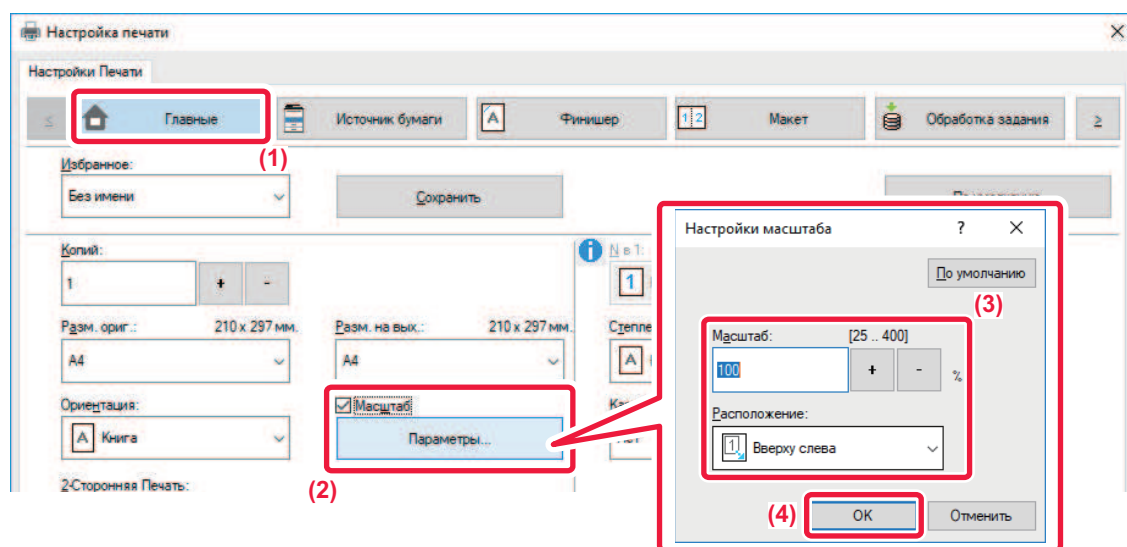 Настройка печати
Настройки Печати
≤ Главные Источник бумаги Финишер Макет Обработка задания ≥
(1)
Избранное:
Без имени Сохранить
Настройки масштаба ? ×
Копий: N в 1:
1 + - 1
По умолчанию
(3)
Разм. ориг.: 210 x 297 мм. Разм. на вых.: 210 x 297 мм.
A4 A4
Масштаб: [25 .. 400]
100 + - %
Ориентация: Масштаб
Книга Параметры...
Расположение:
Вверху слева
(2)
2-Сторонняя Печать:
(4) OK Отменить